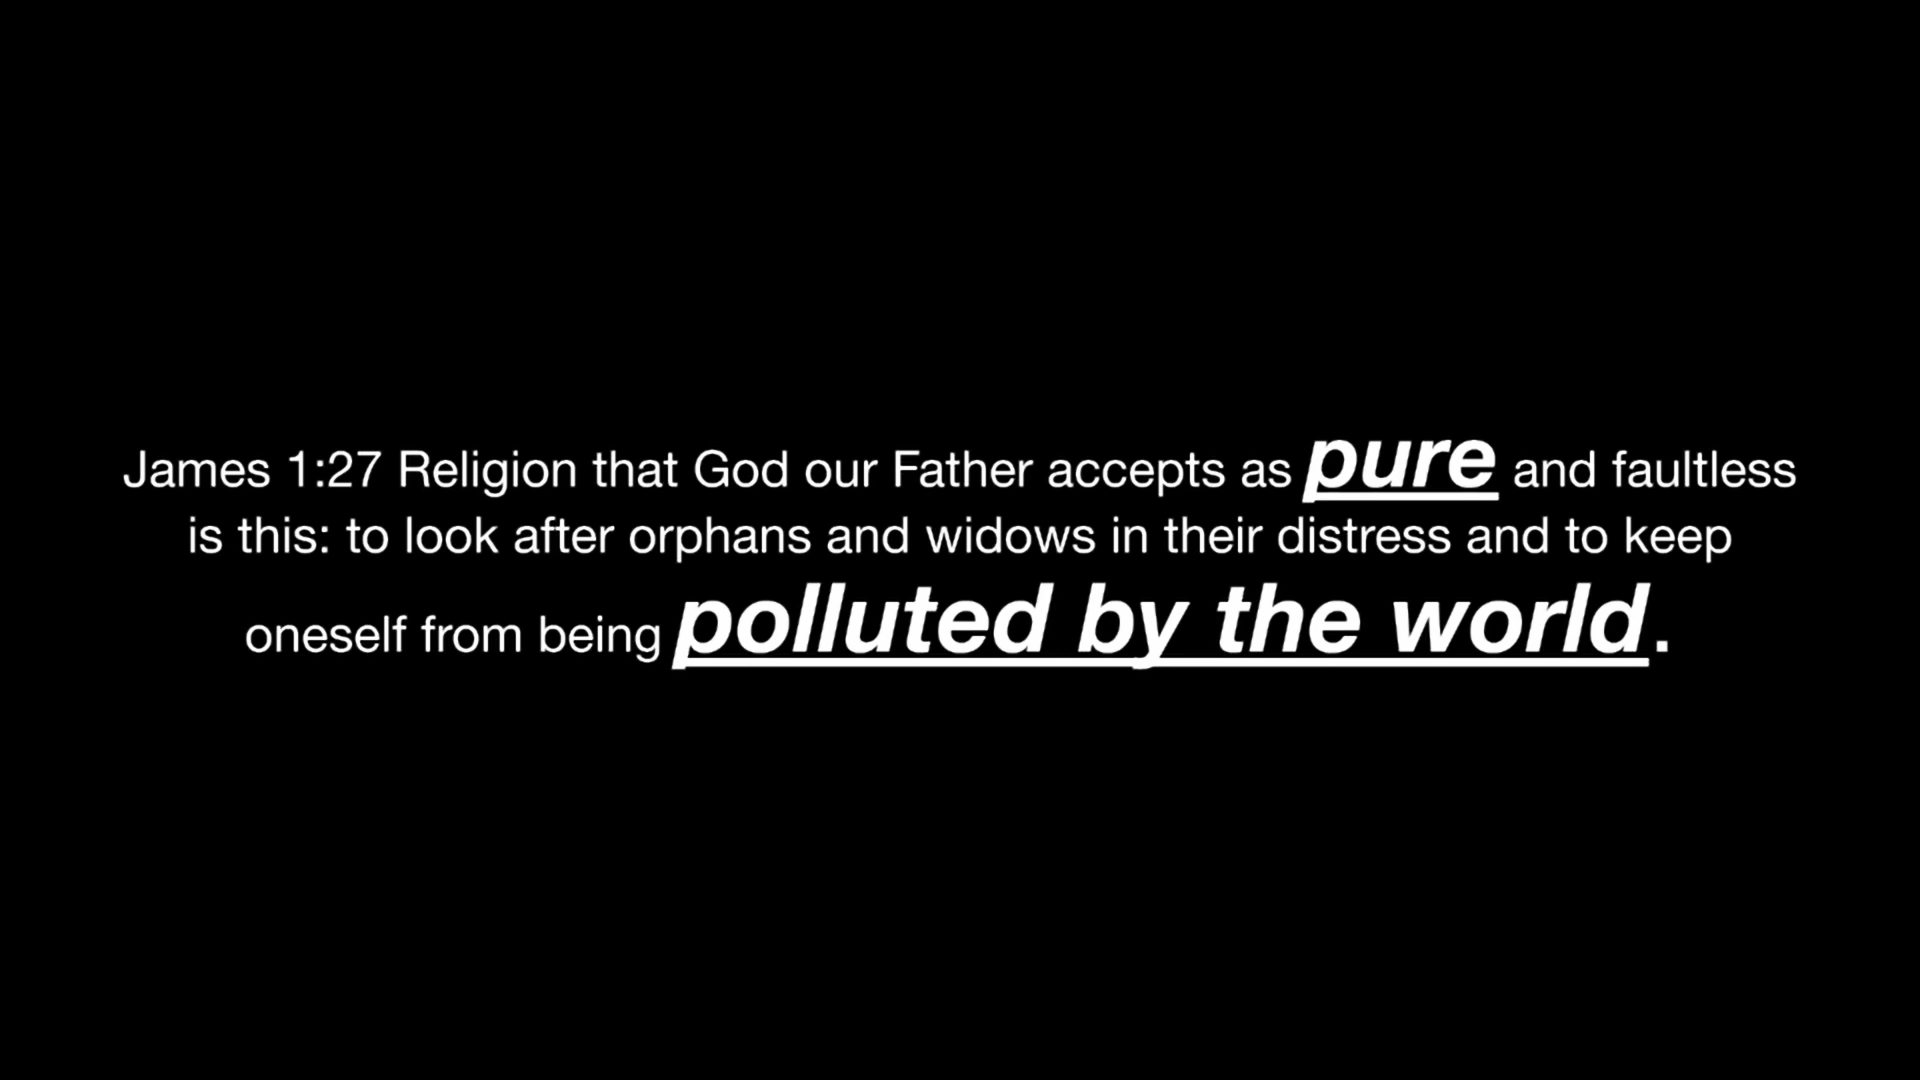 James 1:27 Religion that God our Father accepts as pure and faultless
is this: to look after orphans and widows in their distress and to keep
oneself from being polluted by the world.